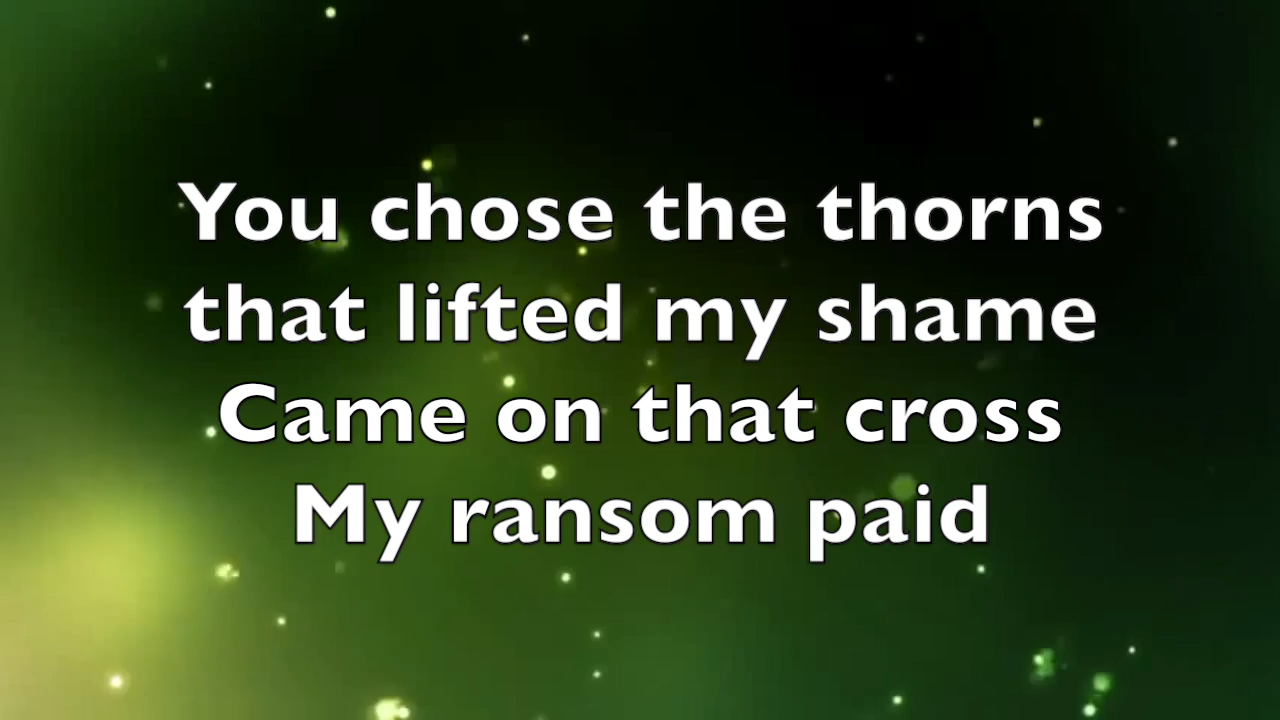 You chose the thorns
that lifted my shame
Came on that cross
My ransom paid